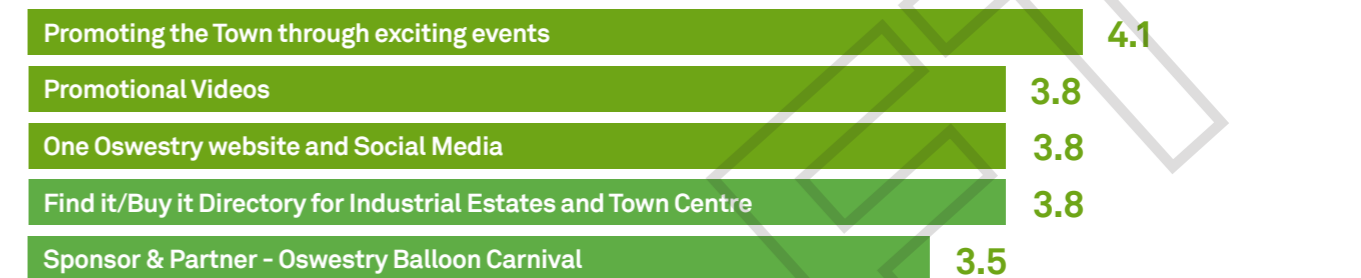 Promoting the Town through exciting events 4.1
Promotional Videos 3.8
One Oswestry website and Social Media 3.8
Find it/Buy it Directory for Industrial Estates and Town Centre 3.8
Sponsor & Partner - Oswestry Balloon Carnival 3.5